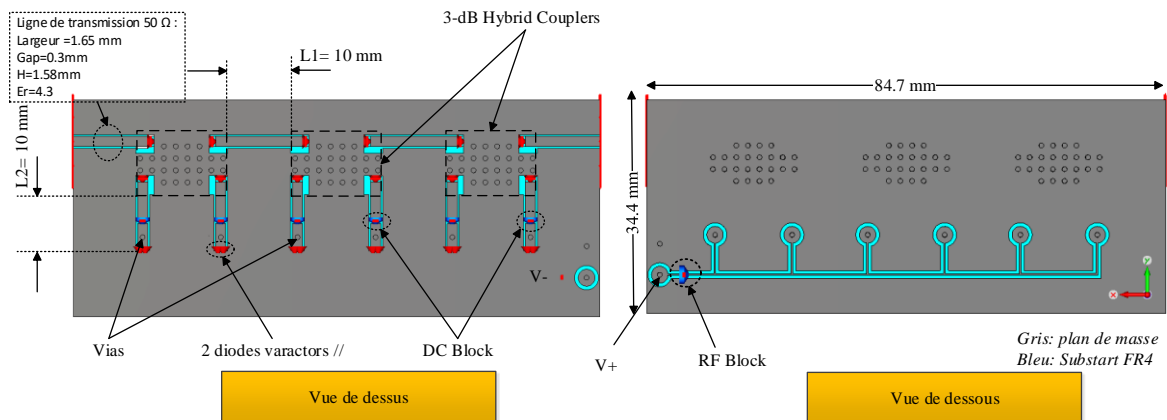 Ligne de transmission 50 Ω :
Largeur =1.65 mm
Gap=0.3mm
H=1.58mm
Er=4.3
3-dB Hybrid Couplers
L1= 10 mm
L2= 10 mm
V-
Vias
2 diodes varactors //
DC Block
Vue de dessus
84.7 mm
34.4 mm
V+
RF Block
Y
X
Gris: plan de masse
Bleu: Substart FR4
Vue de dessous